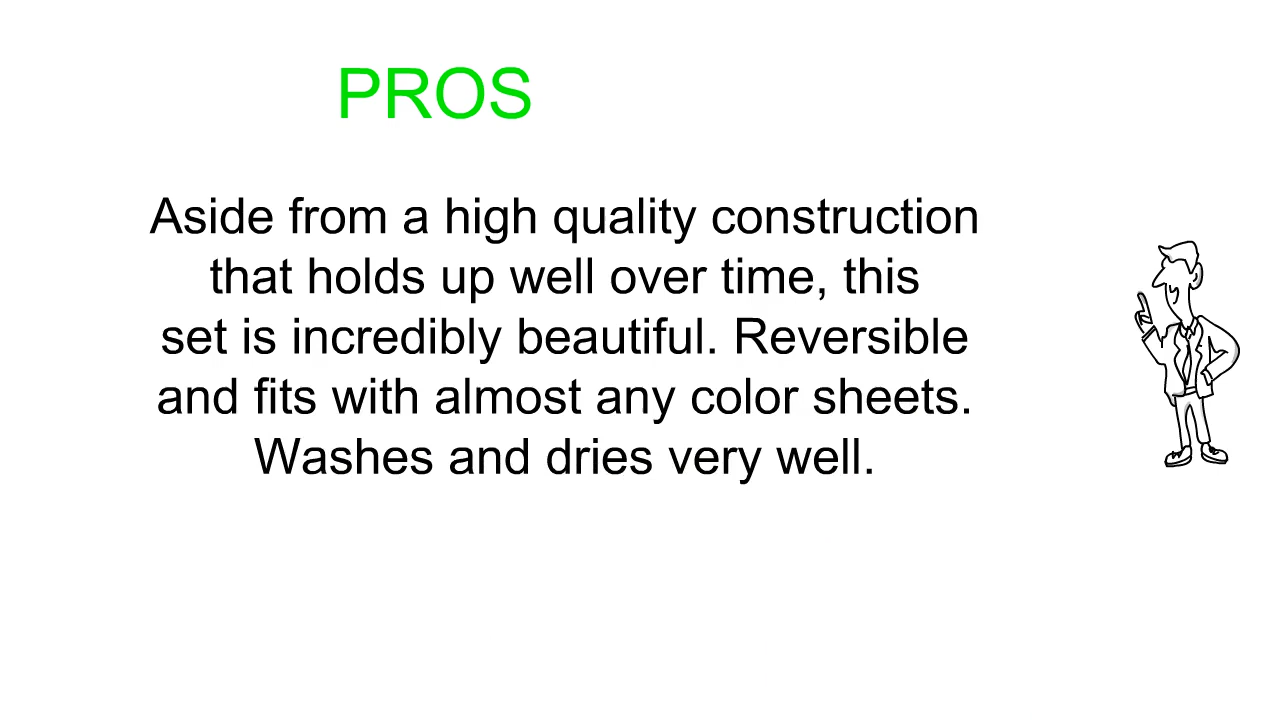 PROS
Aside from a high quality construction
that holds up well over time, this
set is incredibly beautiful. Reversible
and fits with almost any color sheets.
Washes and dries very well.